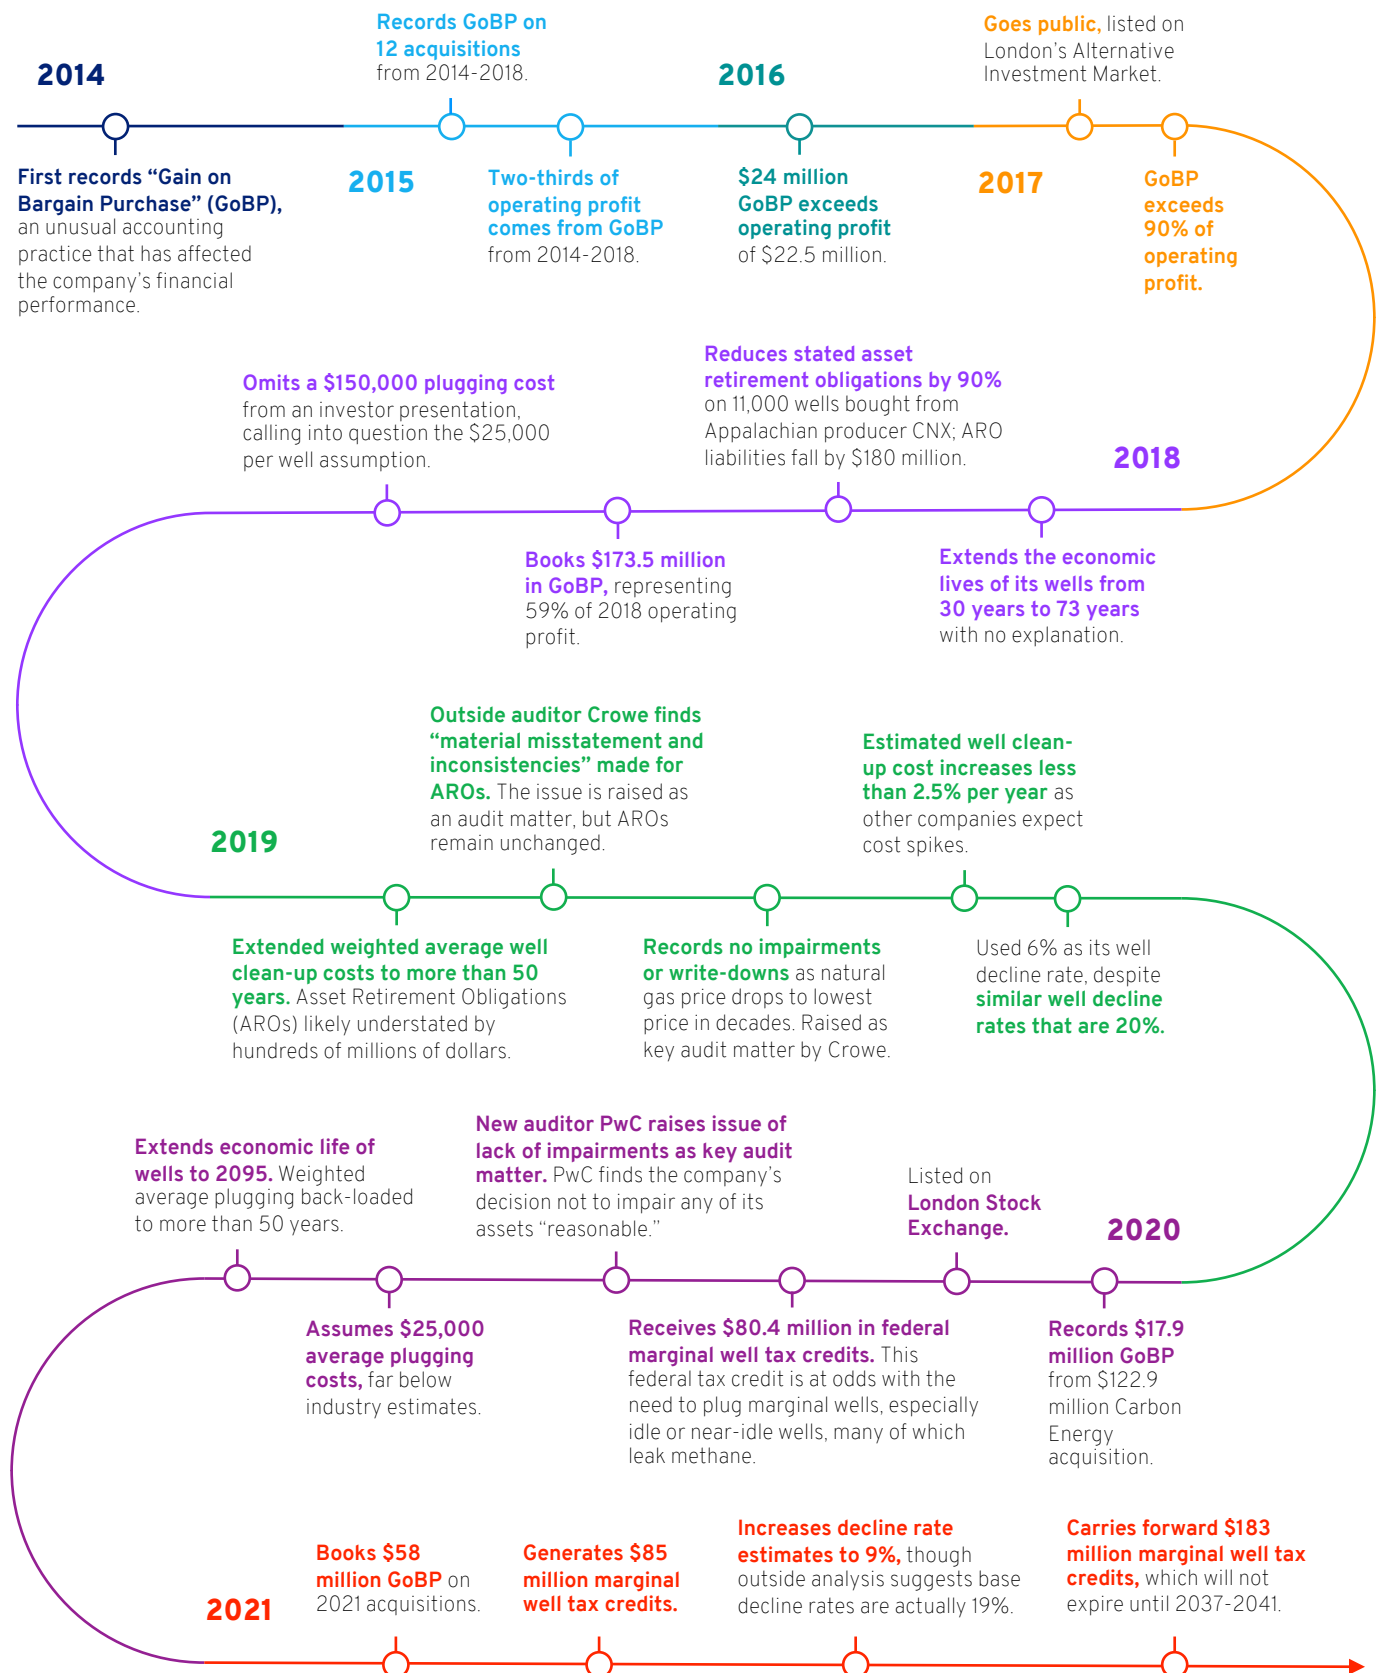 2014
First records “Gain on
Bargain Purchase” (GoBP),
an unusual accounting
practice that has affected
the company’s financial
performance.
2015
Records GoBP on
12 acquisitions
from 2014-2018.
Two-thirds of
operating profit
comes from GoBP
from 2014-2018.
2016
$24 million
GoBP exceeds
operating profit
of $22.5 million.
2017
Goes public, listed on
London’s Alternative
Investment Market.
GoBP
exceeds
90% of
operating
profit.
2018
Extends the economic
lives of its wells from
30 years to 73 years
with no explanation.
Reduces stated asset
retirement obligations by 90%
on 11,000 wells bought from
Appalachian producer CNX; ARO
liabilities fall by $180 million.
Books $173.5 million
in GoBP, representing
59% of 2018 operating
profit.
Omits a $150,000 plugging cost
from an investor presentation,
calling into question the $25,000
per well assumption.
2019
Extended weighted average well
clean-up costs to more than 50
years. Asset Retirement Obligations
(AROs) likely understated by
hundreds of millions of dollars.
Outside auditor Crowe finds
“material misstatement and
inconsistencies” made for
AROs. The issue is raised as
an audit matter, but AROs
remain unchanged.
Records no impairments
or write-downs as natural
gas price drops to lowest
price in decades. Raised as
key audit matter by Crowe.
Estimated well clean-
up cost increases less
than 2.5% per year as
other companies expect
cost spikes.
Used 6% as its well
decline rate, despite
similar well decline
rates that are 20%.
2020
Records $17.9
million GoBP
from $122.9
million Carbon
Energy
acquisition.
Listed on
London Stock
Exchange.
Receives $80.4 million in federal
marginal well tax credits. This
federal tax credit is at odds with the
need to plug marginal wells, especially
idle or near-idle wells, many of which
leak methane.
New auditor PwC raises issue of
lack of impairments as key audit
matter. PwC finds the company’s
decision not to impair any of its
assets “reasonable.”
Assumes $25,000
average plugging
costs, far below
industry estimates.
Extends economic life of
wells to 2095. Weighted
average plugging back-loaded
to more than 50 years.
2021
Books $58
million GoBP on
2021 acquisitions.
Generates $85
million marginal
well tax credits.
Increases decline rate
estimates to 9%, though
outside analysis suggests base
decline rates are actually 19%.
Carries forward $183
million marginal well tax
credits, which will not
expire until 2037-2041.